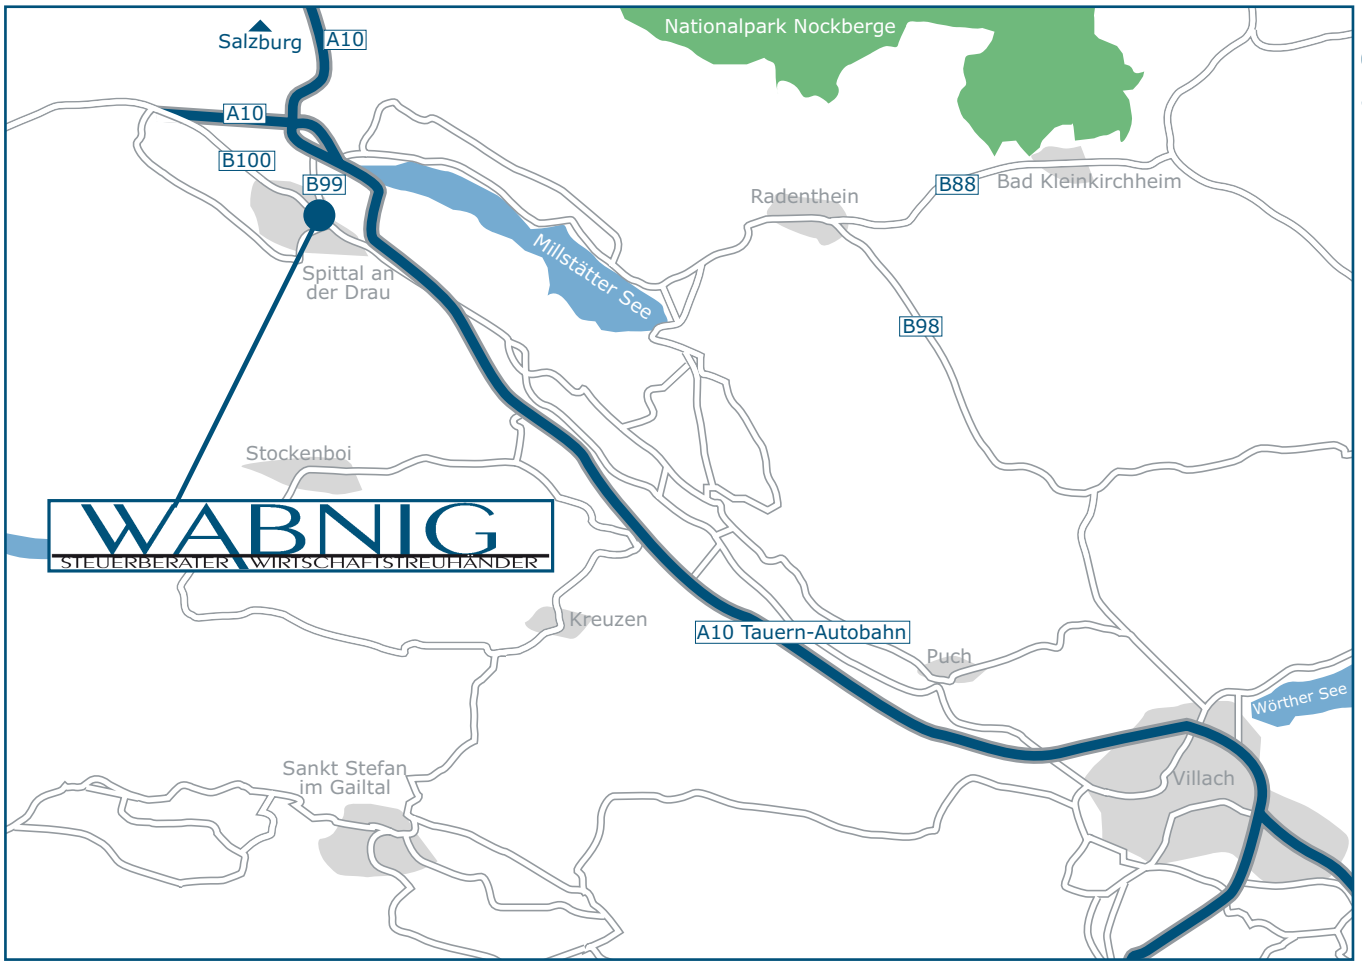 Nationalpark Nockberge
Salzburg
A10
A10
B100
B99
Radenthein
B88
Bad Kleinkirchheim
Millstätter See
Spittal an
der Drau
B98
Stockenboi
WABNIG
STEUERBERATER WIRTSCHAFTSTREUHÄNDER
Kreuzen
A10 Tauern-Autobahn
Puch
Wörther See
Sankt Stefan
im Gailtal
Villach